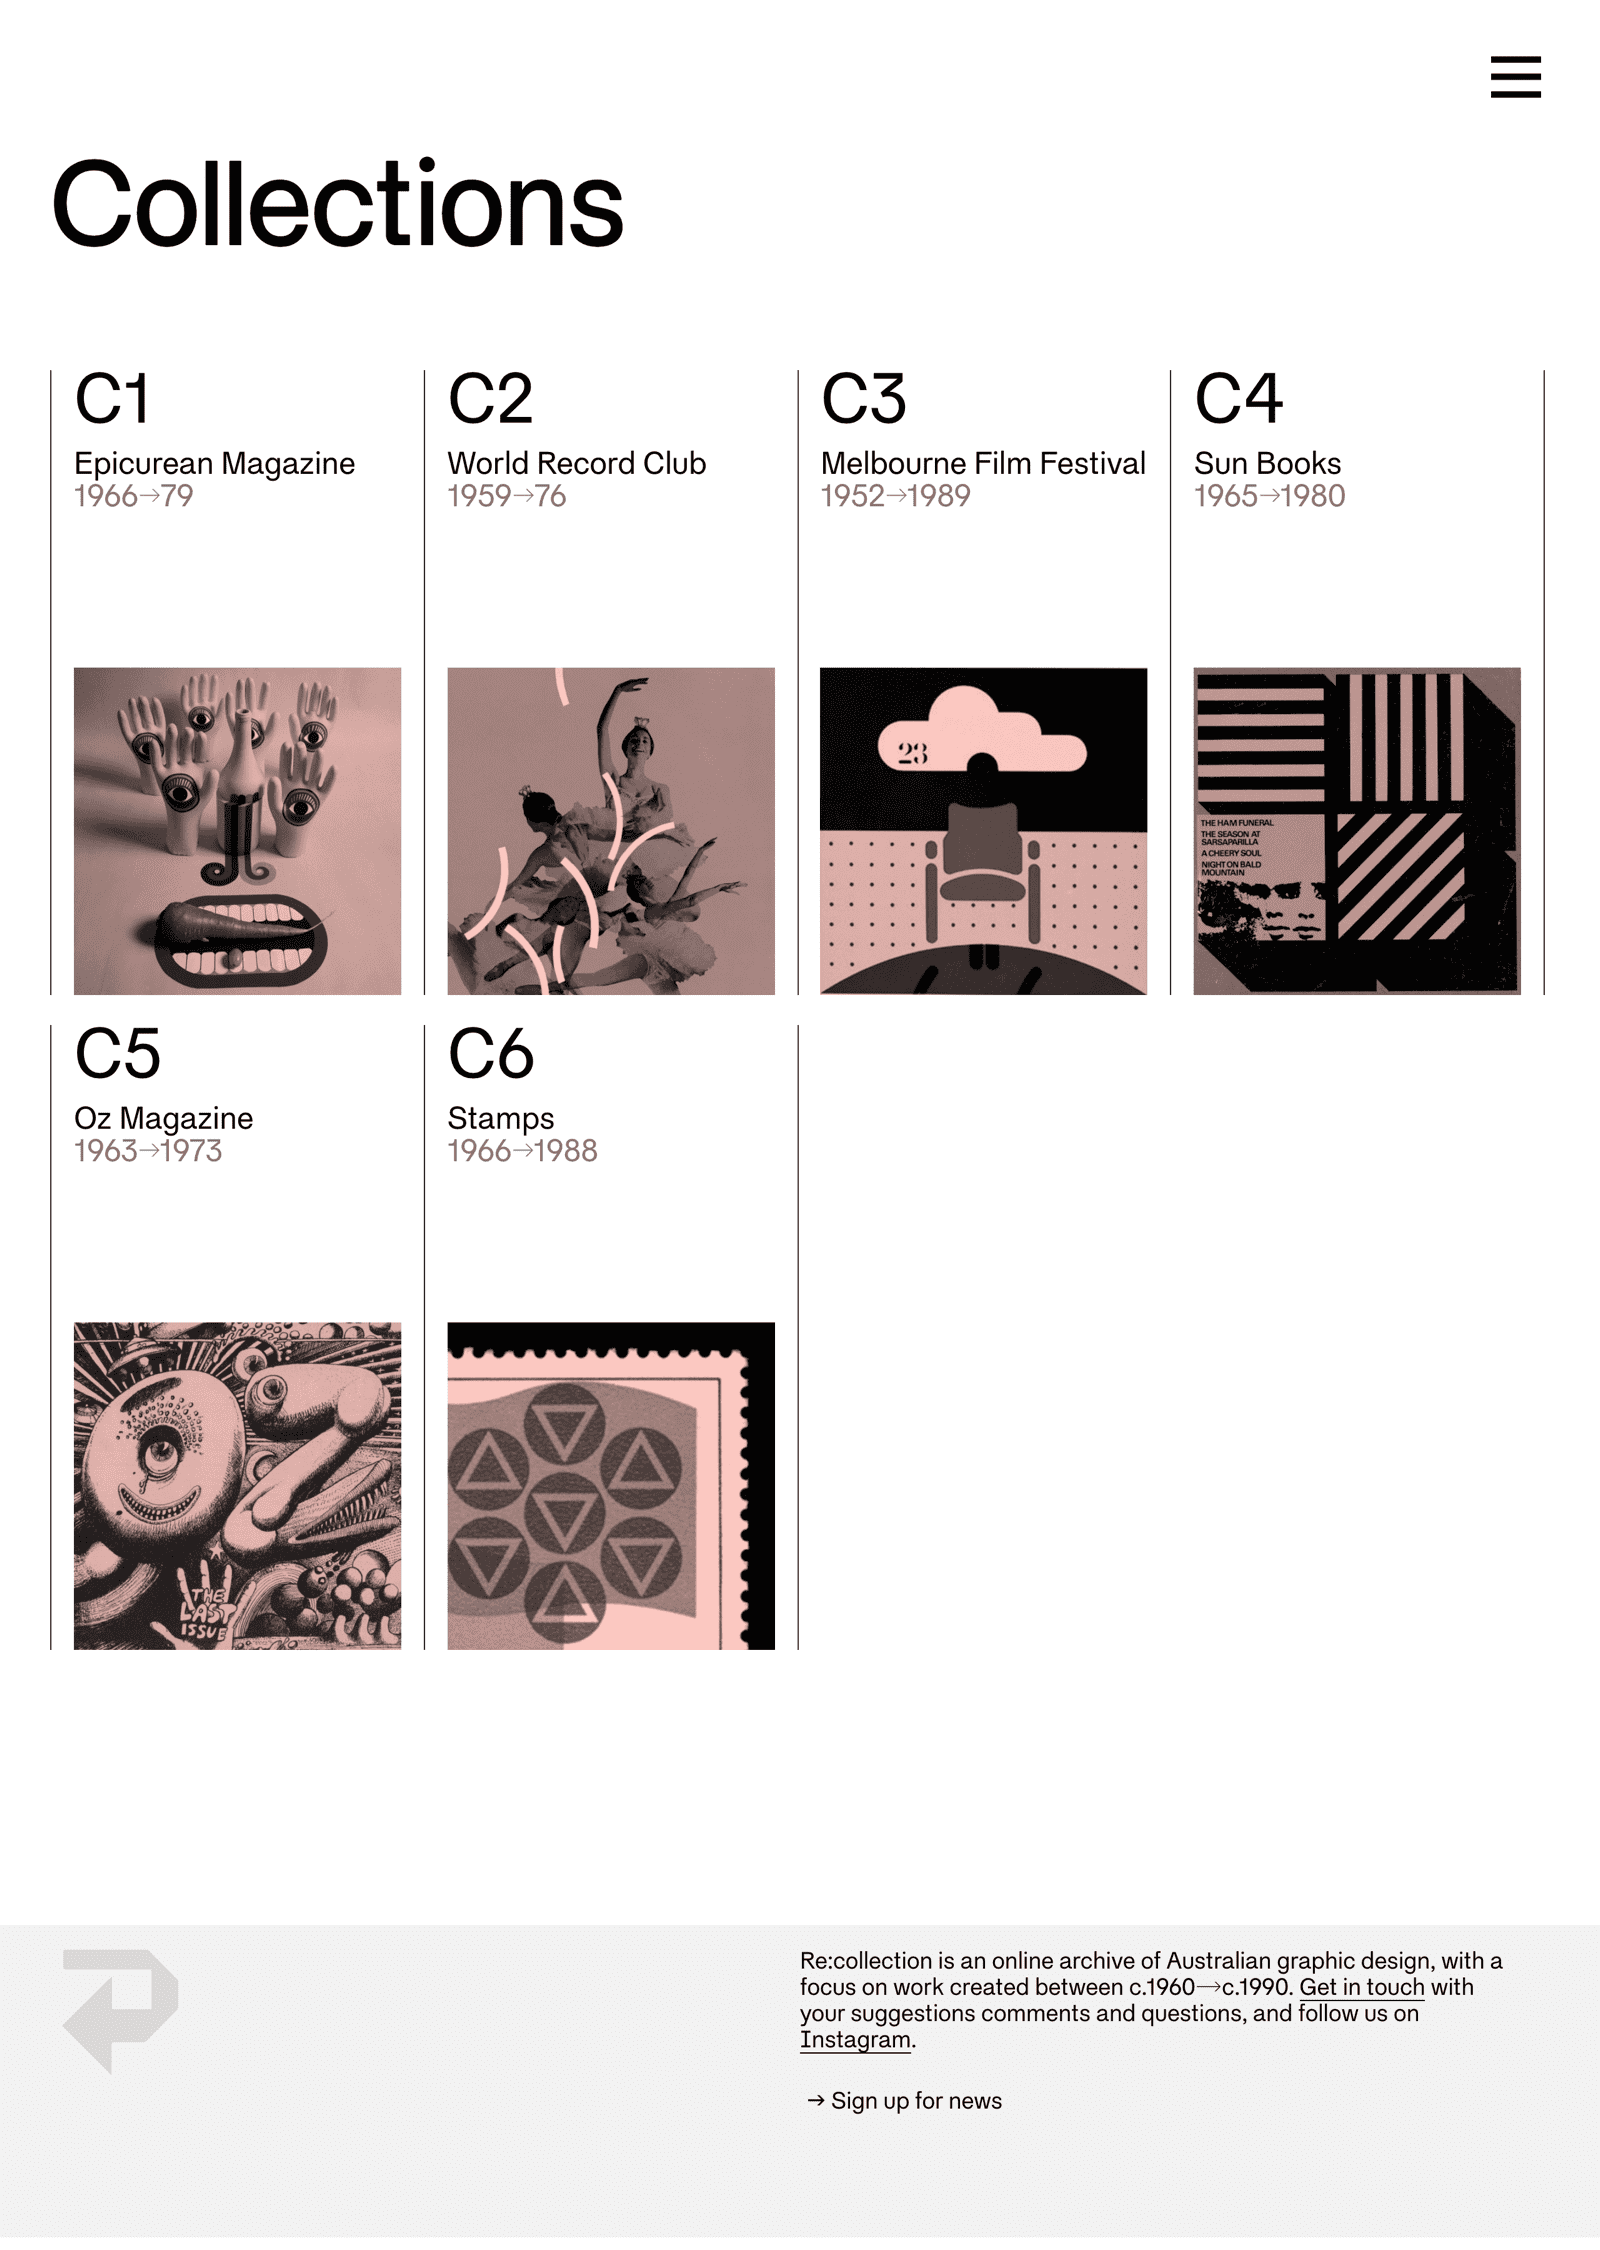 Collections
C1
Epicurean Magazine
1966→79
C2
World Record Club
1959→76
C3
Melbourne Film Festival
1952→1989
C4
Sun Books
1965→1980
23
THE HAM FUNERAL
THE SEASON AT
SARSAPARILLA
A CHEERY SOUL
NIGHT ON BALD
MOUNTAIN
C5
Oz Magazine
1963→1973
C6
Stamps
1966→1988
THE
LAST
ISSUE
Re:collection is an online archive of Australian graphic design, with a
focus on work created between c.1960→c.1990. Get in touch with
your suggestions comments and questions, and follow us on
Instagram.
→ Sign up for news